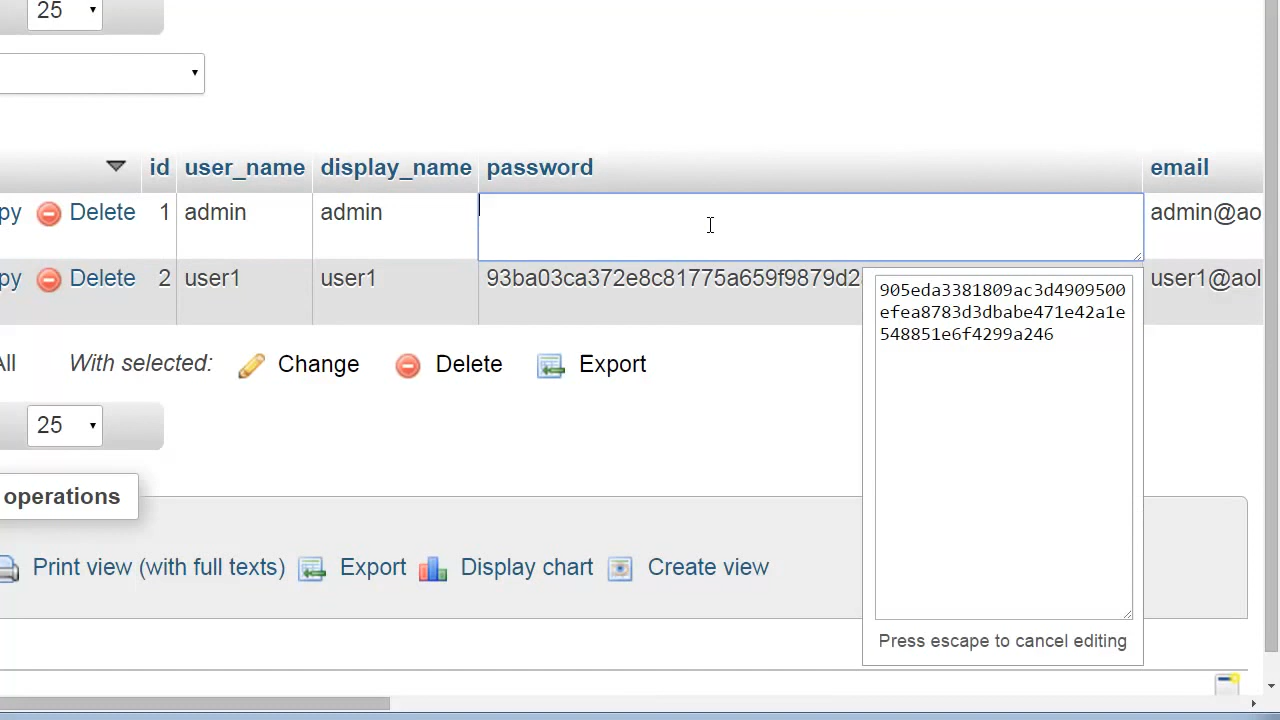 25
id user_name display_name password email
py Delete 1 admin admin admin@ao
py Delete 2 user1 user1 93ba03ca372e8c81775a659f9879d2 user1@aol
905eda3381809ac3d4909500
efea8783d3dbabe471e42a1e
548851e6f4299a246
Press escape to cancel editing
All With selected: Change Delete Export
25
operations
Print view (with full texts) Export Display chart Create view